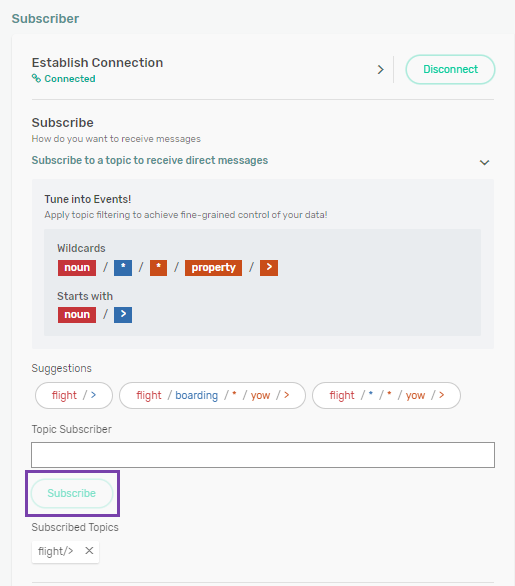 Subscriber
Establish Connection
Connected
> Disconnect
Subscribe
How do you want to receive messages
Subscribe to a topic to receive direct messages
Tune into Events!
Apply topic filtering to achieve fine-grained control of your data!
Wildcards
noun / * / * / property / >
Starts with
noun / >
Suggestions
flight / > flight / boarding / * / yow / > flight / * / * / yow / >
Topic Subscriber
Subscribe
Subscribed Topics
flight/> ×